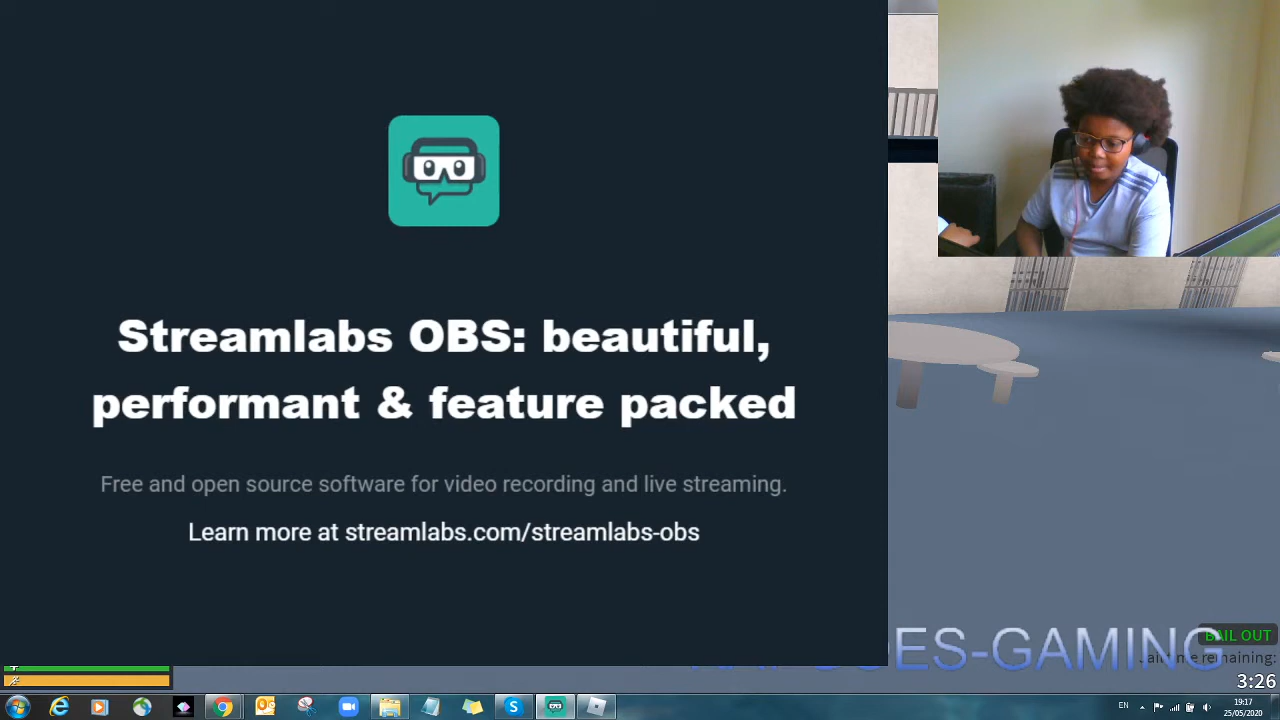 Streamlabs OBS: beautiful,
performant & feature packed
Free and open source software for video recording and live streaming.
Learn more at streamlabs.com/streamlabs-obs
BAIL OUT
remaining:
3:26
EN
19:17
25/05/2020